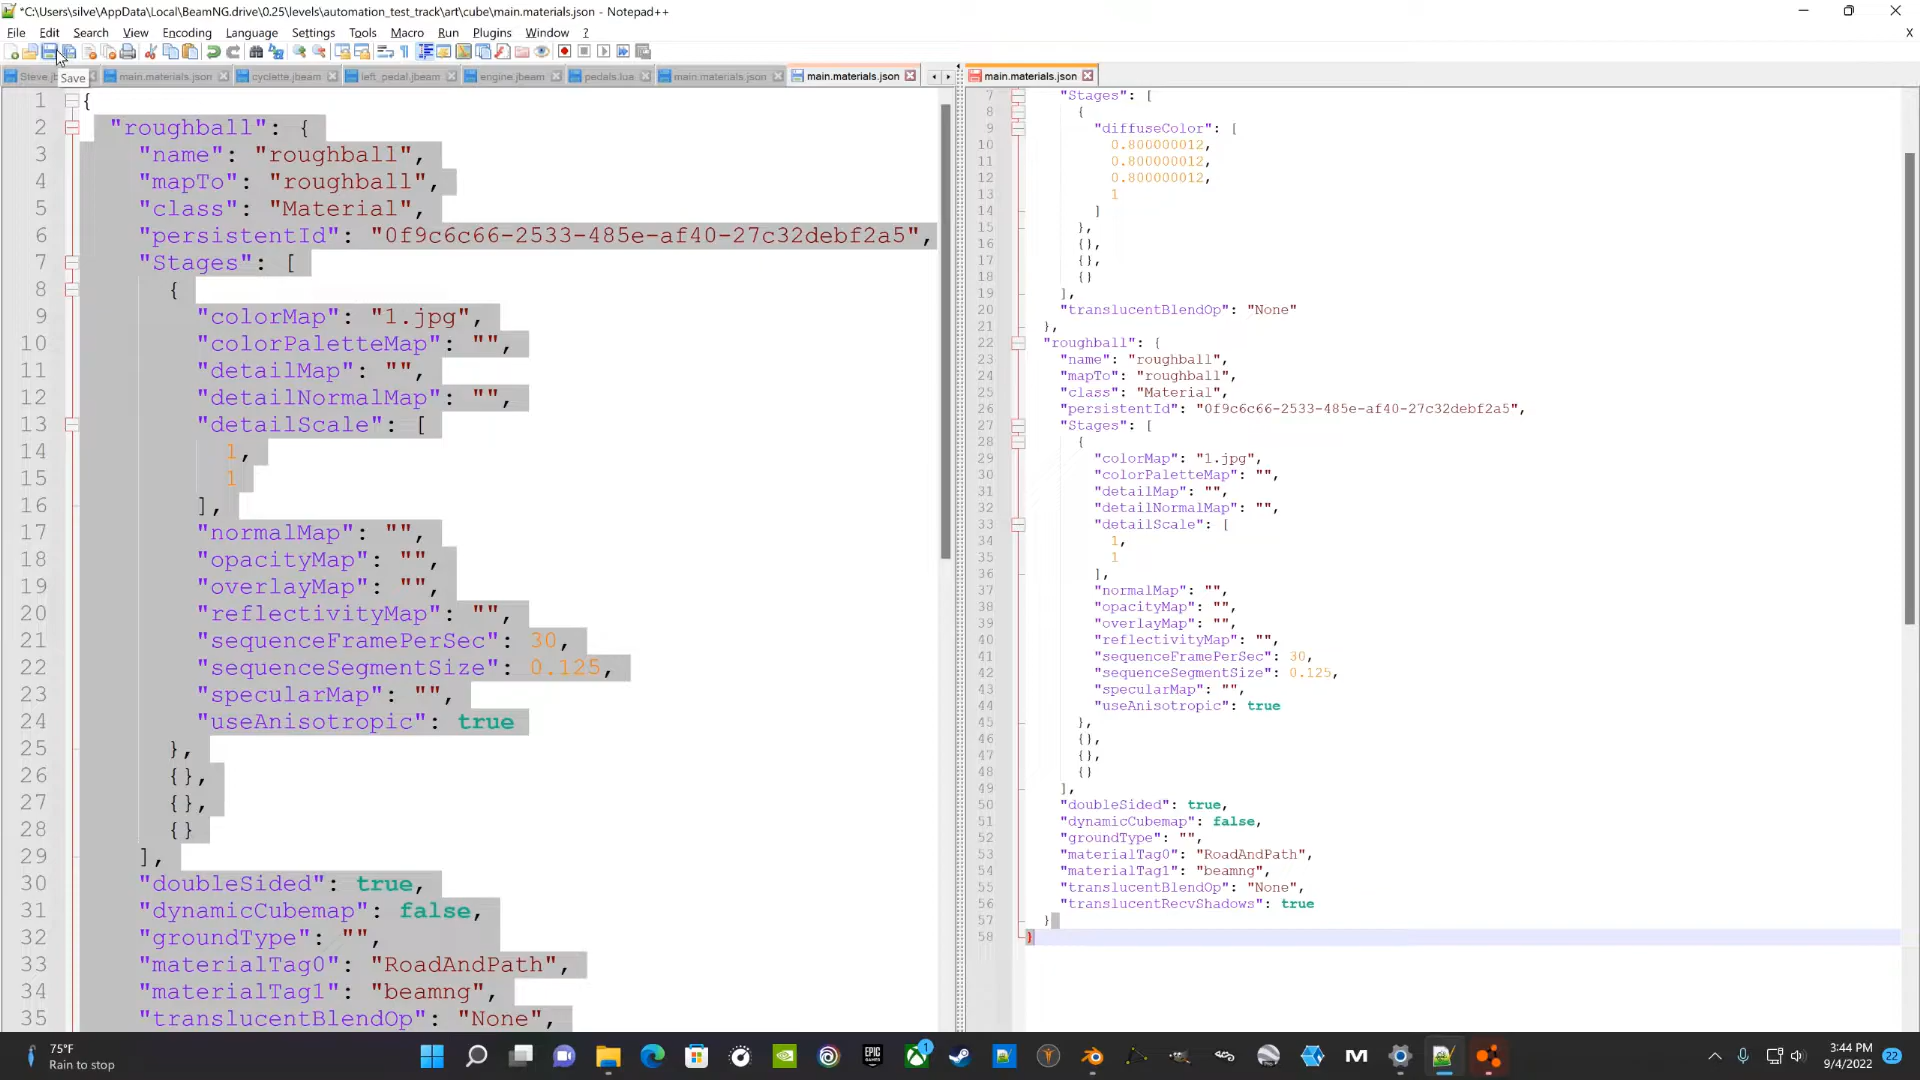 *C:\Users\silve\AppData\Local\BeamNG.drive\0.25\levels\automation_test_track\art\cube\main.materials.json - Notepad++
File Edit Search View Encoding Language Settings Tools Macro Run Plugins Window ?
X
Steve.jb main.materials.json cyclette.jbeam left_pedal.jbeam engine.jbeam pedals.lua main.materials.json main.materials.json
main.materials.json
Save
1 {
2 "roughball": {
3 "name": "roughball",
4 "mapTo": "roughball",
5 "class": "Material",
6 "persistentId": "0f9c6c66-2533-485e-af40-27c32debf2a5",
7 "Stages": [
8 {
9 "colorMap": "1.jpg",
10 "colorPaletteMap": "",
11 "detailMap": "",
12 "detailNormalMap": "",
13 "detailScale": [
14 1,
15 1
16 ],
17 "normalMap": "",
18 "opacityMap": "",
19 "overlayMap": "",
20 "reflectivityMap": "",
21 "sequenceFramePerSec": 30,
22 "sequenceSegmentSize": 0.125,
23 "specularMap": "",
24 "useAnisotropic": true
25 },
26 {},
27 {},
28 {}
29 ],
30 "doubleSided": true,
31 "dynamicCubemap": false,
32 "groundType": "",
33 "materialTag0": "RoadAndPath",
34 "materialTag1": "beamng",
35 "translucentBlendOp": "None",
7 "Stages": [
8 {
9 "diffuseColor": [
10 0.800000012,
11 0.800000012,
12 0.800000012,
13 1
14 ]
15 },
16 {},
17 {},
18 {}
19 ],
20 "translucentBlendOp": "None"
21 },
22 "roughball": {
23 "name": "roughball",
24 "mapTo": "roughball",
25 "class": "Material",
26 "persistentId": "0f9c6c66-2533-485e-af40-27c32debf2a5",
27 "Stages": [
28 {
29 "colorMap": "1.jpg",
30 "colorPaletteMap": "",
31 "detailMap": "",
32 "detailNormalMap": "",
33 "detailScale": [
34 1,
35 1
36 ],
37 "normalMap": "",
38 "opacityMap": "",
39 "overlayMap": "",
40 "reflectivityMap": "",
41 "sequenceFramePerSec": 30,
42 "sequenceSegmentSize": 0.125,
43 "specularMap": "",
44 "useAnisotropic": true
45 },
46 {},
47 {},
48 {}
49 ],
50 "doubleSided": true,
51 "dynamicCubemap": false,
52 "groundType": "",
53 "materialTag0": "RoadAndPath",
54 "materialTag1": "beamng",
55 "translucentBlendOp": "None",
56 "translucentRecvShadows": true
57 }
58 }
75°F
Rain to stop
EPIC GAMES
1
3:44 PM
9/4/2022
22